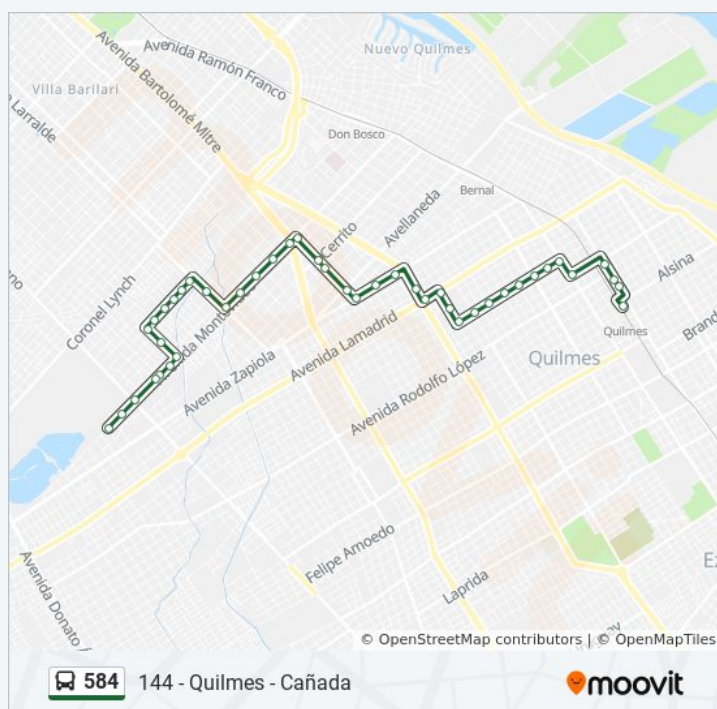 Avenida Ramón Franco
Nuevo Quilmes
Villa Barilari
Avenida Bartolomé Mitre
Larralde
Don Bosco
Bernal
Avellaneda
Cerrito
Coronel Lynch
Alsina
Quilmes
Avenida Lamadrid
Avenida Zapiola
Quilmes
Avenida Rodolfo López
Felipe Amoedo
Laprida
Avenida Donato
© OpenStreetMap contributors | © OpenMapTiles
584 144 - Quilmes - Cañada
moovit